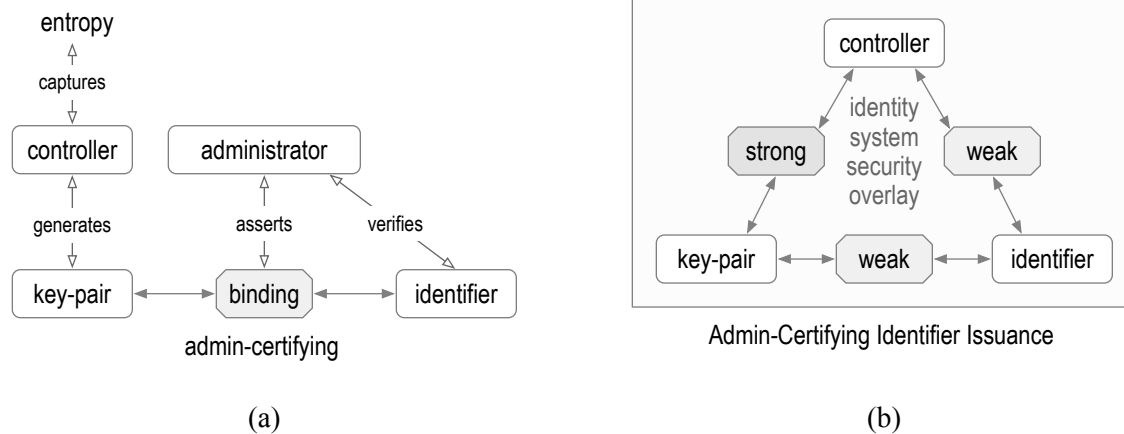 entropy
captures
controller
administrator
generates
asserts
verifies
key-pair
binding
identifier
admin-certifying
(a)
controller
identity
system
security
overlay
strong
weak
key-pair
weak
identifier
Admin-Certifying Identifier Issuance
(b)